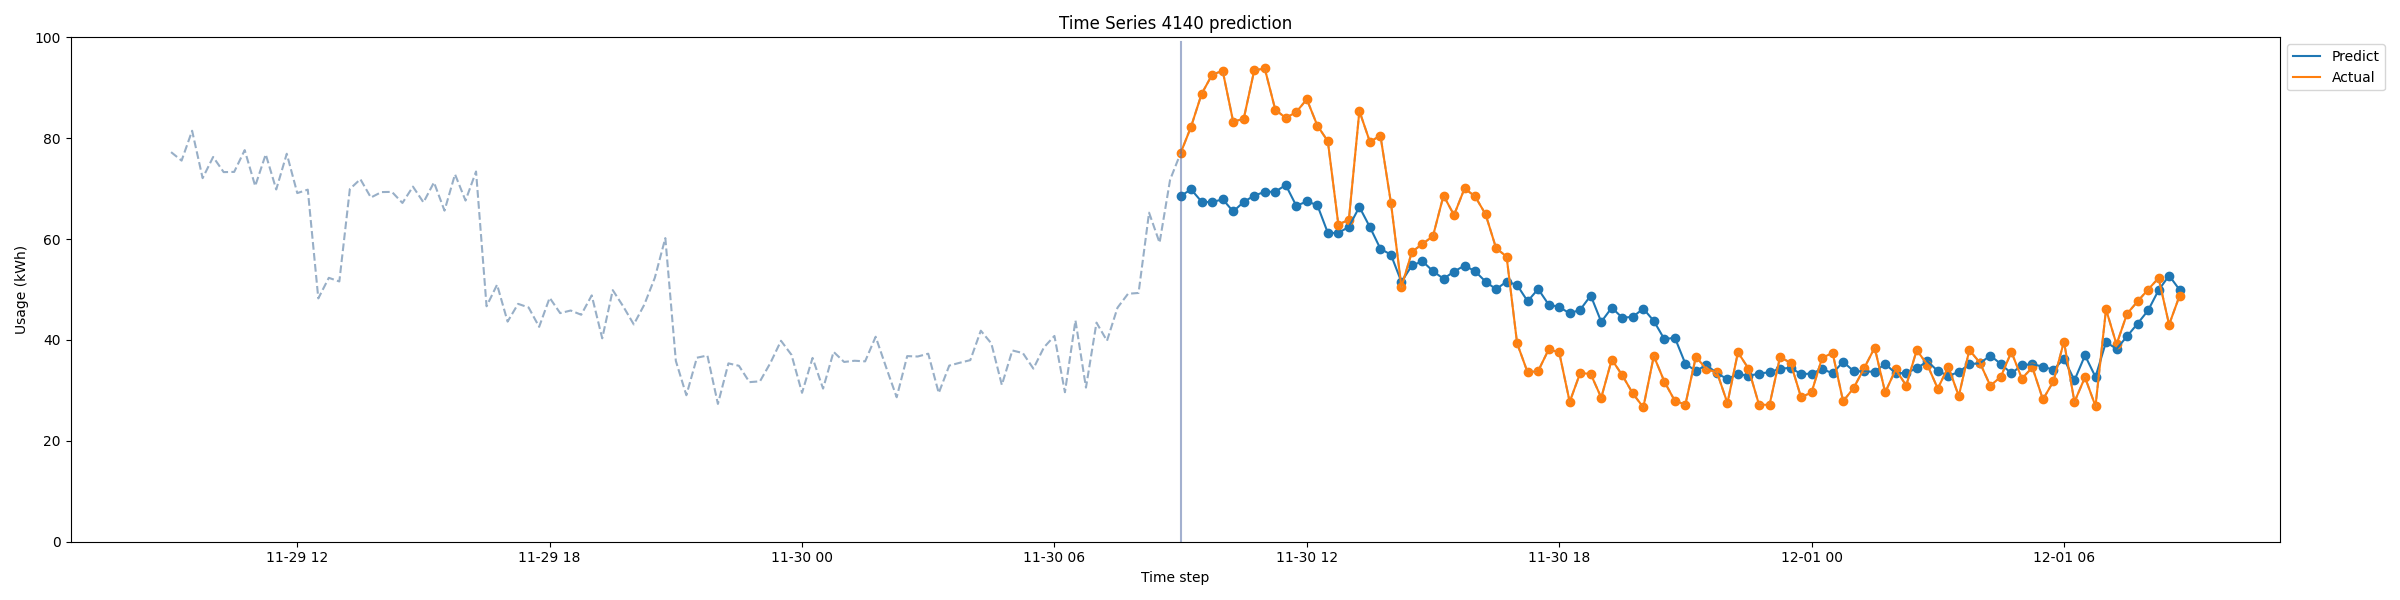 Time Series 4140 prediction
Predict
Actual
100
80
60
40
20
0
Usage (kWh)
11-29 12
11-29 18
11-30 00
11-30 06
11-30 12
11-30 18
12-01 00
12-01 06
Time step